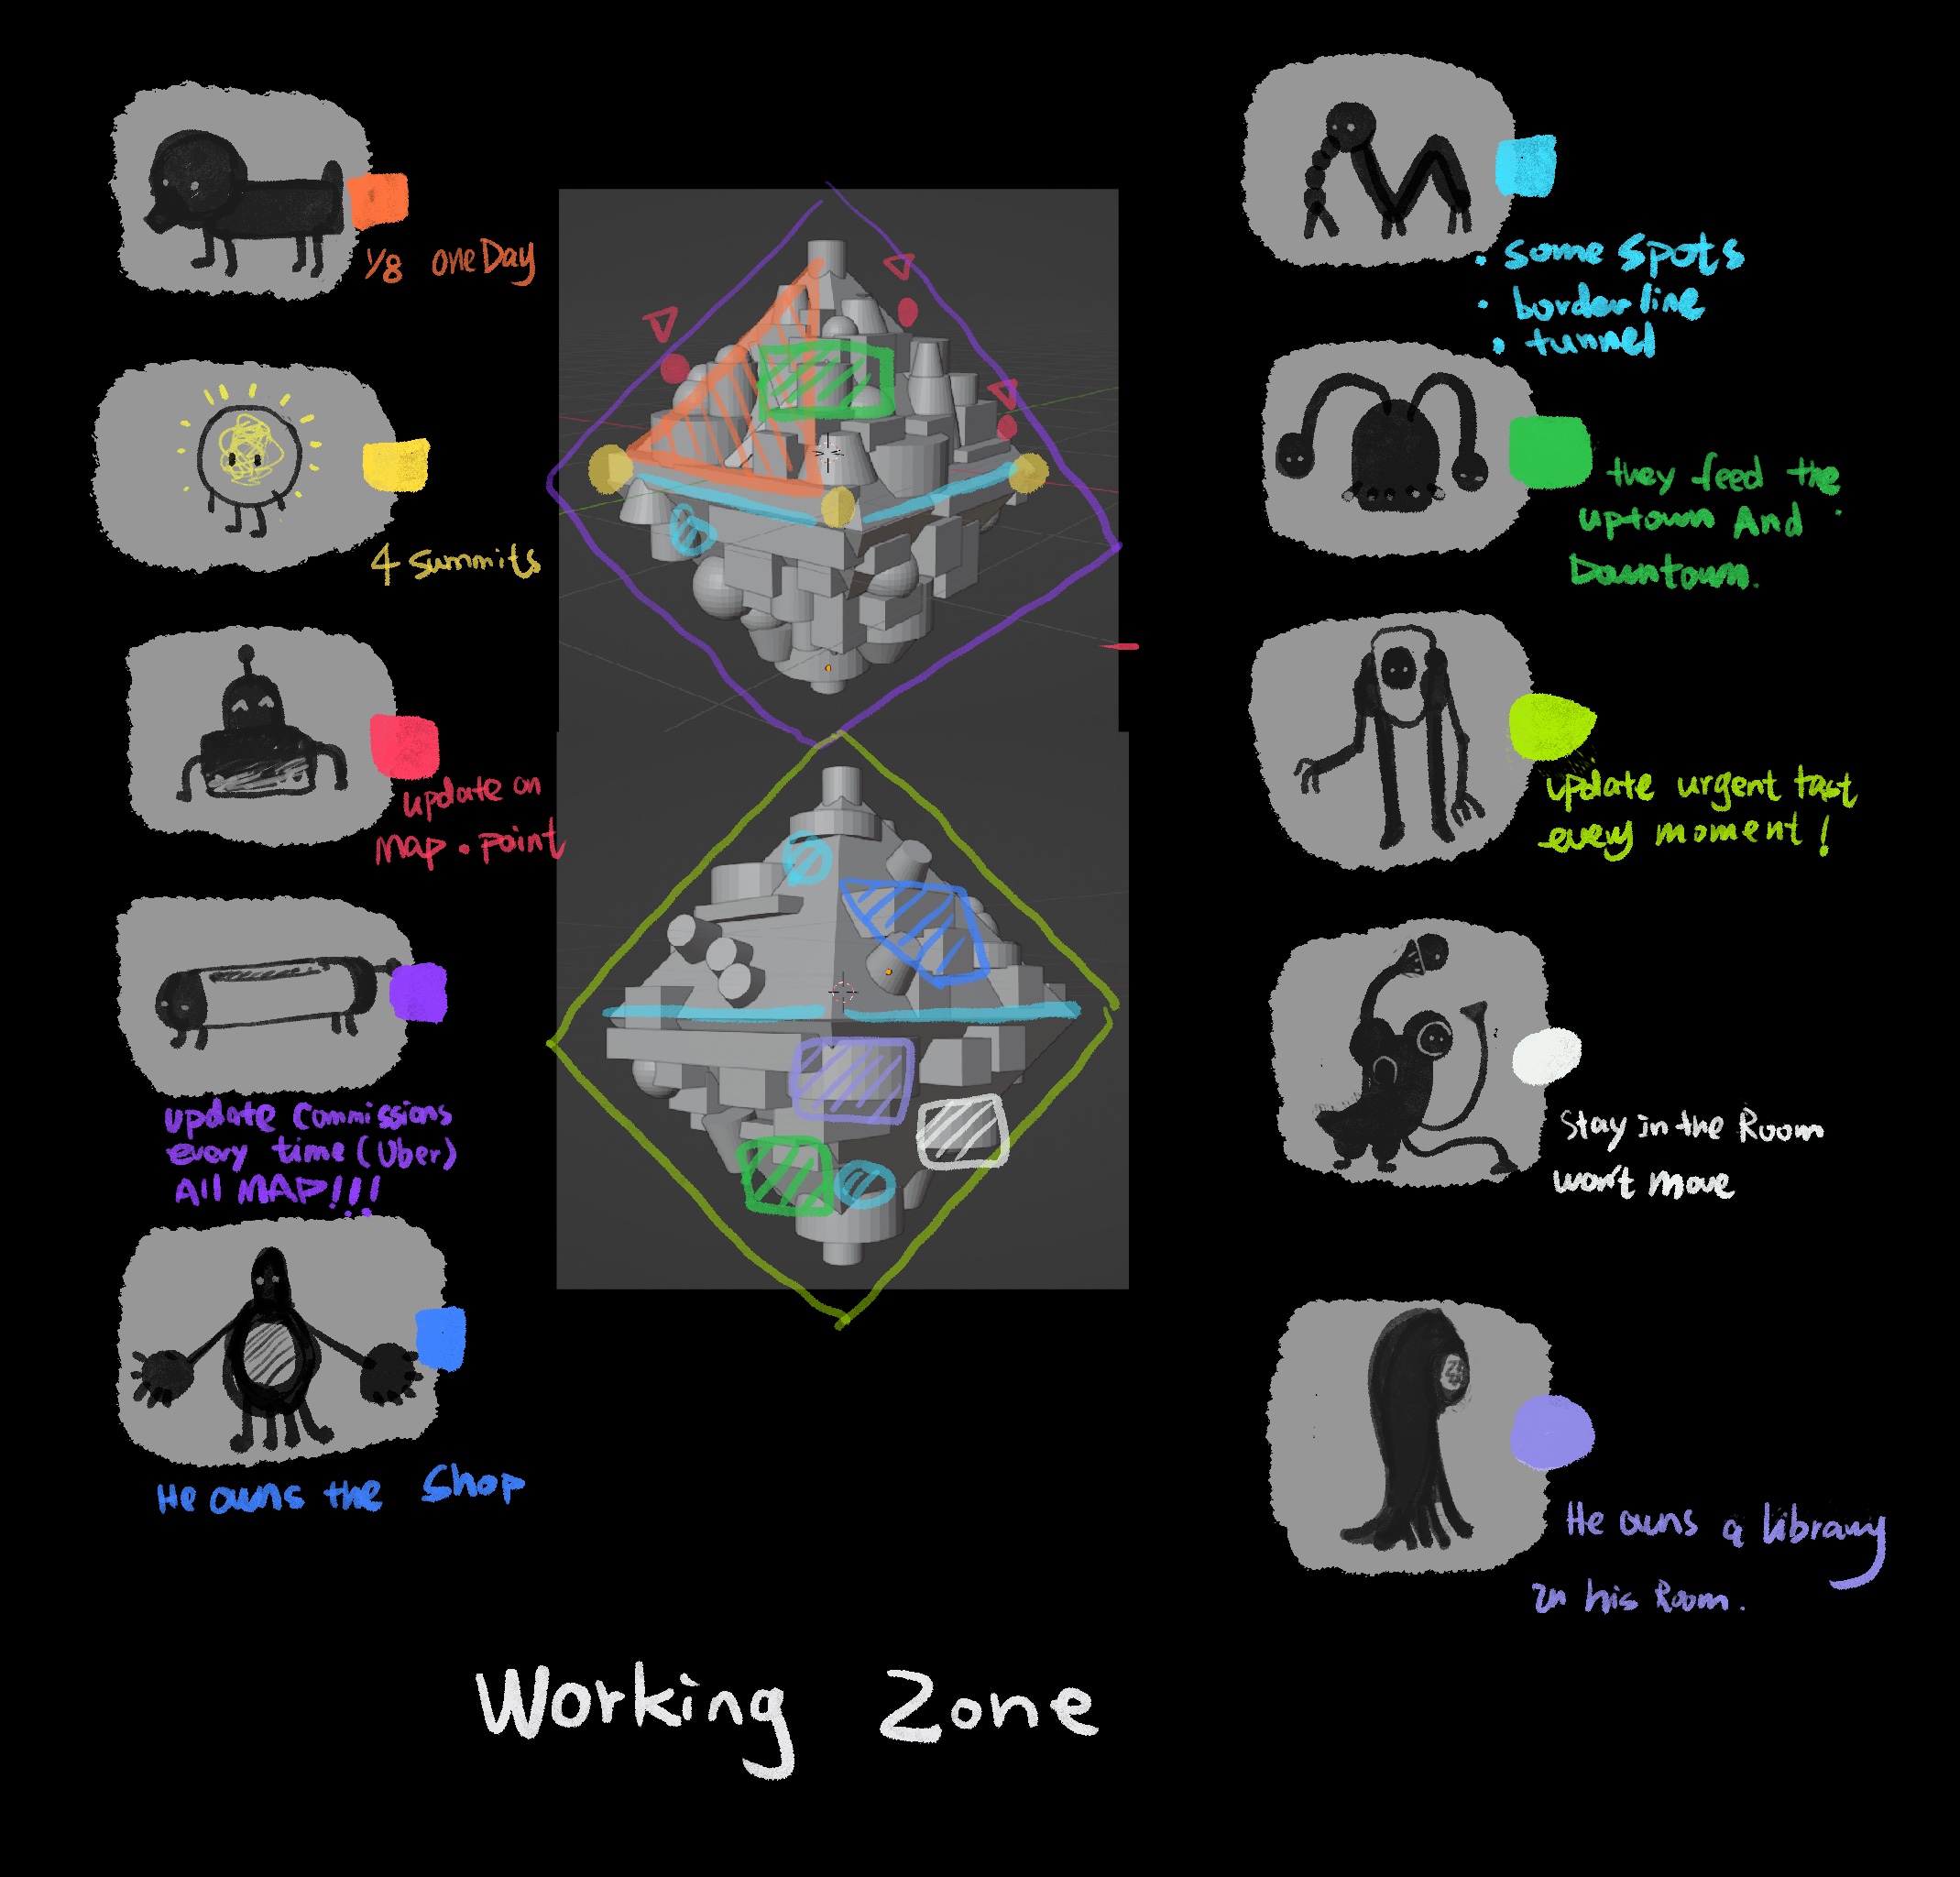 1/8 one Day
4 summits
update on
map • point
update commissions
every time (Uber)
All MAP!!!
He owns the Shop
• some spots
• border line
• tunnel
they feed the
uptown And
Downtown.
update urgent tast
every moment!
Stay in the Room
won't move
He owns a library
in his Room.
Working Zone